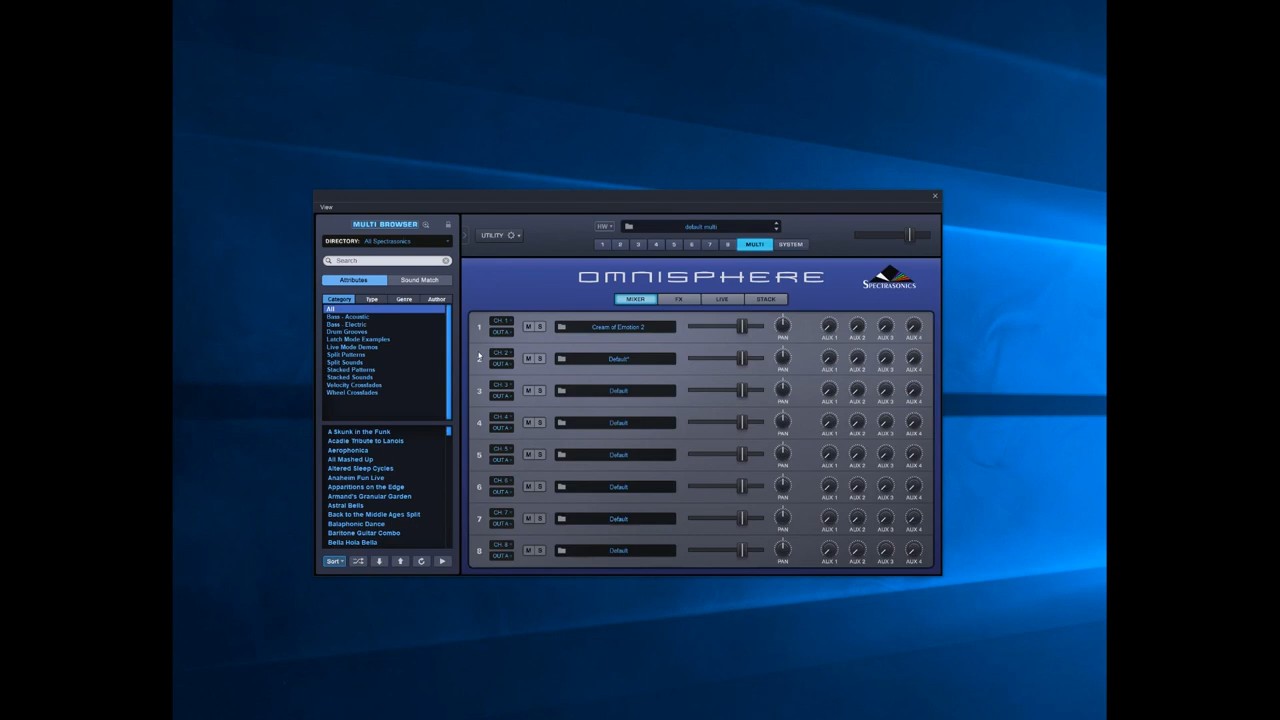 View
MULTI BROWSER
DIRECTORY: All Spectrasonics
Search
Attributes Sound Match
Category Type Genre Author
All
Bass - Acoustic
Bass - Electric
Drum Grooves
Latch Mode Examples
Live Mode Demos
Split Patterns
Split Sounds
Stacked Patterns
Stacked Sounds
Velocity Crossfades
Wheel Crossfades
A Skunk in the Funk
Acadie Tribute to Lanois
Aerophonica
All Mashed Up
Altered Sleep Cycles
Anaheim Fun Live
Apparitions on the Edge
Armand's Granular Garden
Astral Bells
Back to the Middle Ages Split
Balaphonic Dance
Baritone Guitar Combo
Bella Hola Bella
Sort
UTILITY
HW
default multi
1 2 3 4 5 6 7 8 MULTI SYSTEM
OMNISPHERE
SPECTRASONICS
MIXER FX LIVE STACK
1 CH. 1 OUT A M S Cream of Emotion 2 PAN AUX 1 AUX 2 AUX 3 AUX 4
2 CH. 2 OUT A M S Default* PAN AUX 1 AUX 2 AUX 3 AUX 4
3 CH. 3 OUT A M S Default PAN AUX 1 AUX 2 AUX 3 AUX 4
4 CH. 4 OUT A M S Default PAN AUX 1 AUX 2 AUX 3 AUX 4
5 CH. 5 OUT A M S Default PAN AUX 1 AUX 2 AUX 3 AUX 4
6 CH. 6 OUT A M S Default PAN AUX 1 AUX 2 AUX 3 AUX 4
7 CH. 7 OUT A M S Default PAN AUX 1 AUX 2 AUX 3 AUX 4
8 CH. 8 OUT A M S Default PAN AUX 1 AUX 2 AUX 3 AUX 4